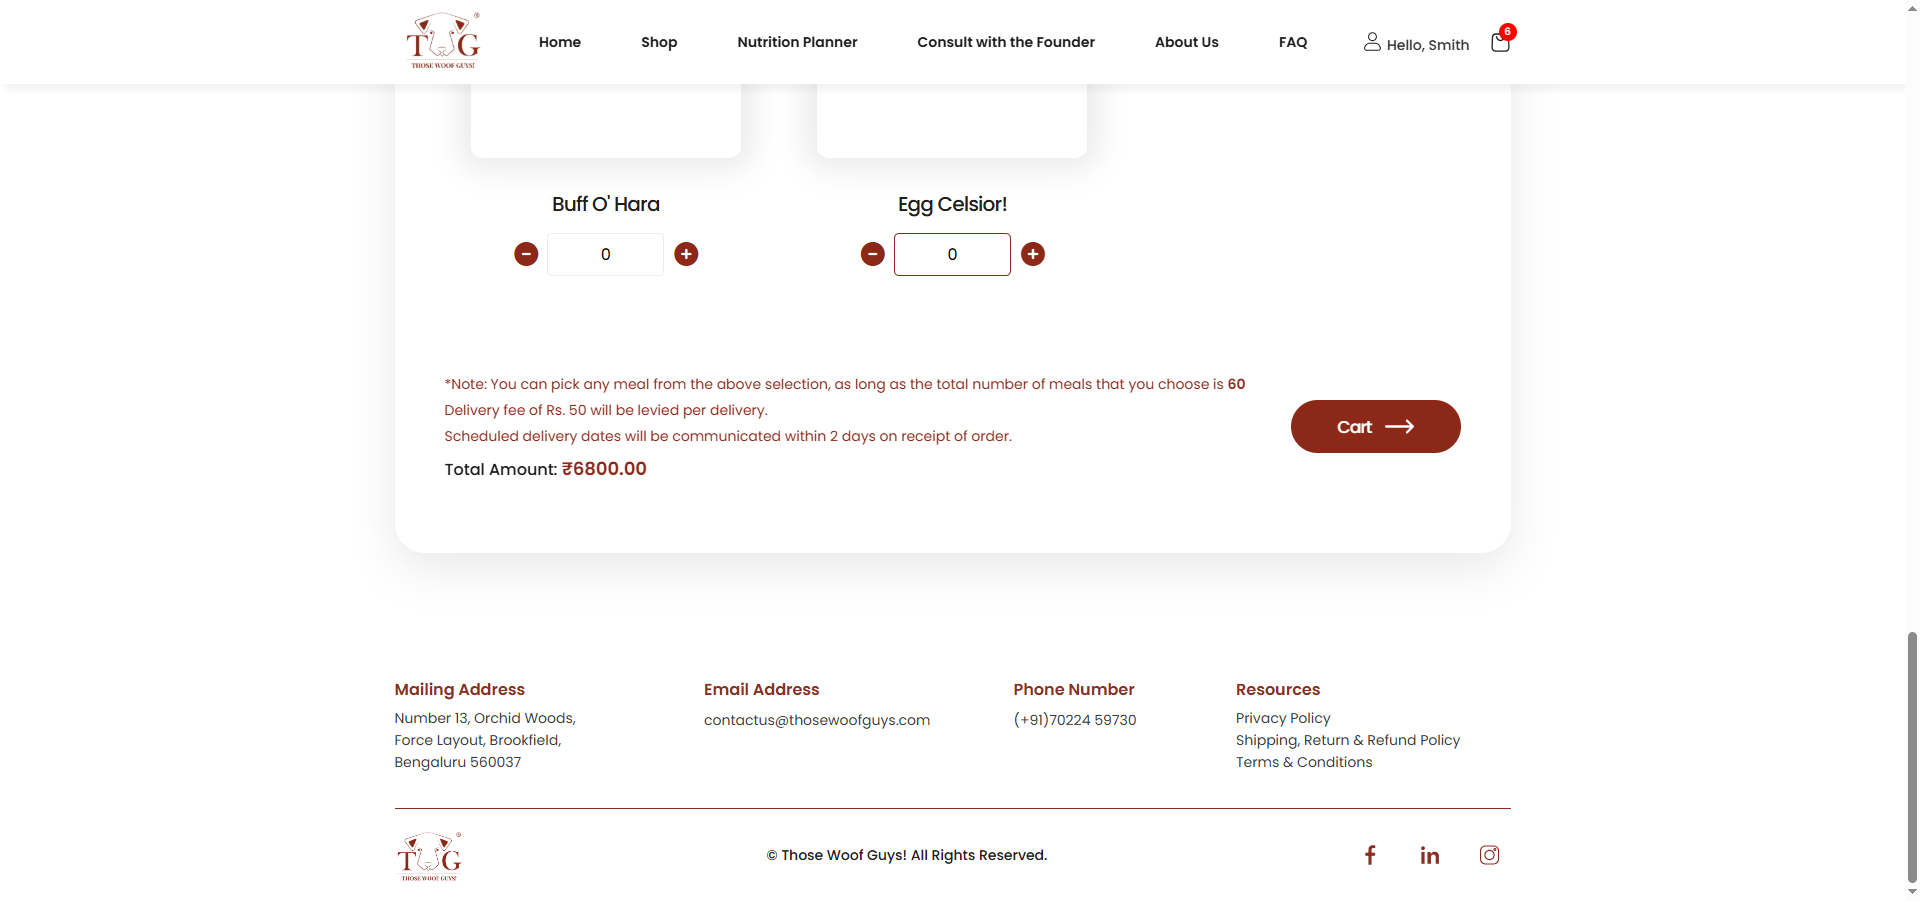 T G ®
THOSE WOOF GUYS!
Home
Shop
Nutrition Planner
Consult with the Founder
About Us
FAQ
Hello, Smith
6
Buff O' Hara
0
Egg Celsior!
0
*Note: You can pick any meal from the above selection, as long as the total number of meals that you choose is 60
Delivery fee of Rs. 50 will be levied per delivery.
Scheduled delivery dates will be communicated within 2 days on receipt of order.
Total Amount: ₹6800.00
Cart
Mailing Address
Number 13, Orchid Woods,
Force Layout, Brookfield,
Bengaluru 560037
Email Address
contactus@thosewoofguys.com
Phone Number
(+91)70224 59730
Resources
Privacy Policy
Shipping, Return & Refund Policy
Terms & Conditions
T G ®
THOSE WOOF GUYS!
© Those Woof Guys! All Rights Reserved.